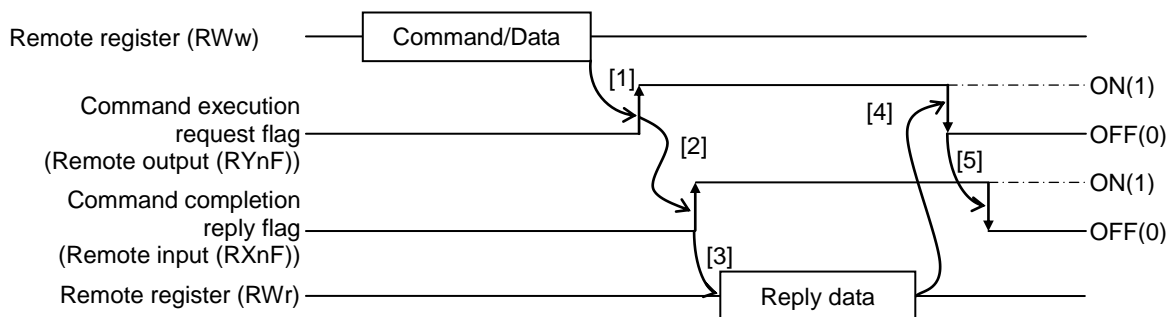 Remote register (RWw)
Command/Data
[1]
ON(1)
Command execution
request flag
(Remote output (RYnF))
[4]
[2]
OFF(0)
[5]
ON(1)
Command completion
reply flag
(Remote input (RXnF))
OFF(0)
[3]
Remote register (RWr)
Reply data